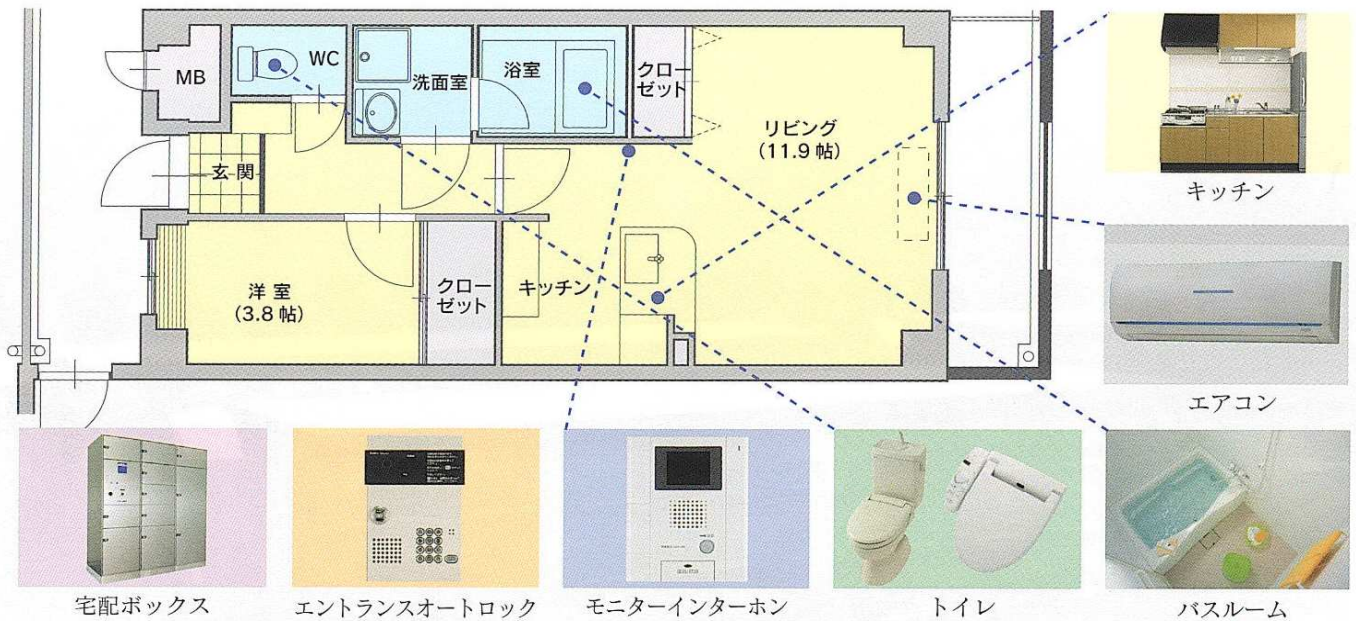 MB
WC
洗面室
浴室
クロー
ゼット
リビング
(11.9 帖)
玄関
洋室
(3.8 帖)
クロー
ゼット
キッチン
キッチン
エアコン
宅配ボックス
エントランスオートロック
モニターインターホン
トイレ
バスルーム